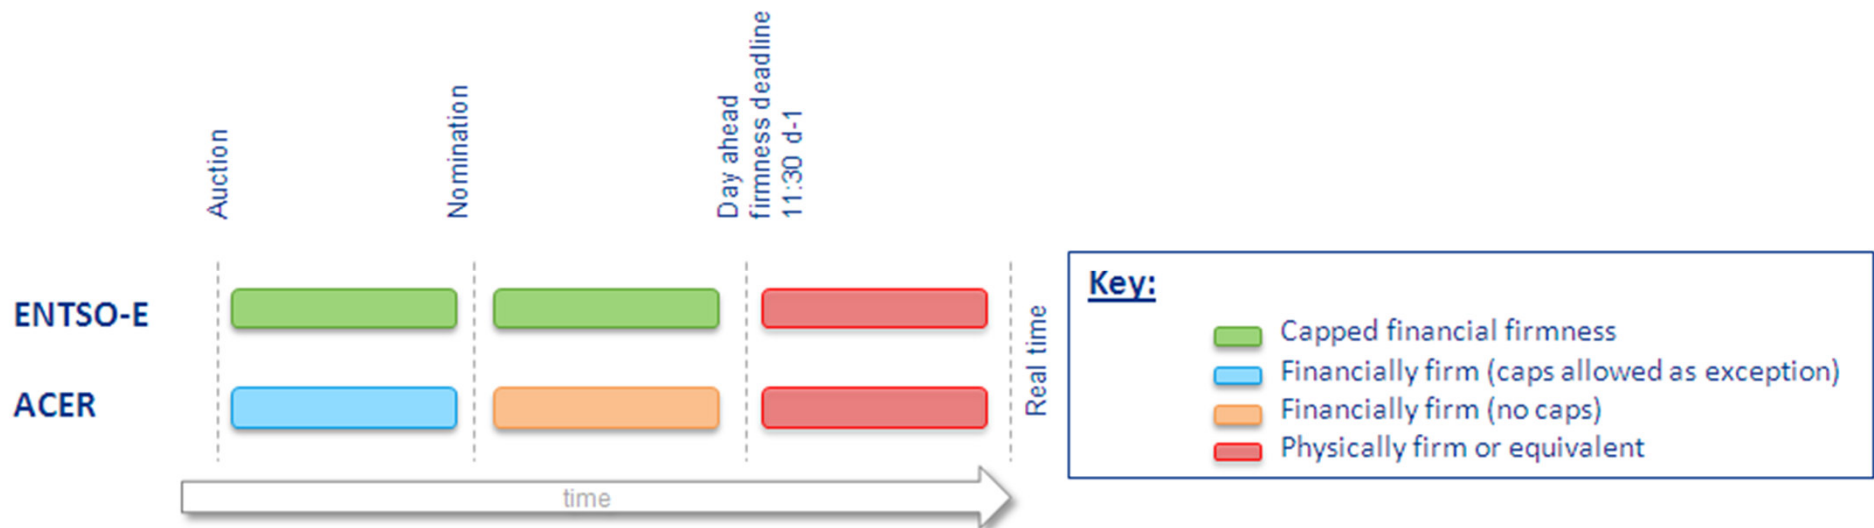 Auction
Nomination
Day ahead
firmness deadline
11:30 d-1
ENTSO-E
ACER
Real time
time
Key:
Capped financial firmness
Financially firm (caps allowed as exception)
Financially firm (no caps)
Physically firm or equivalent